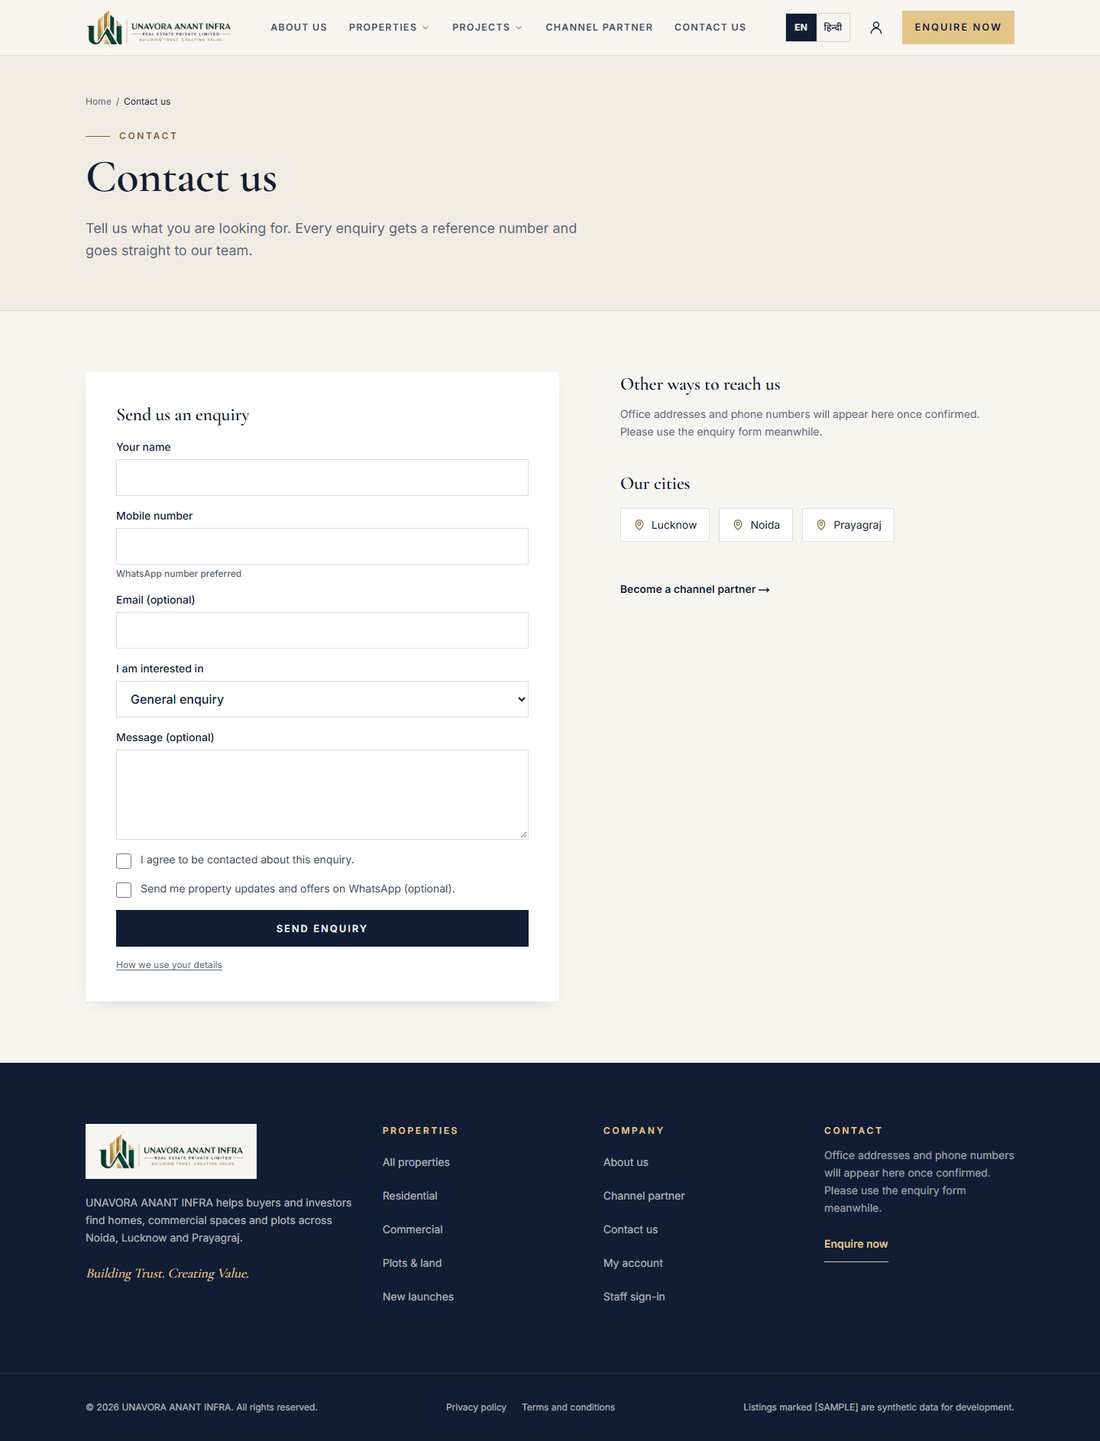 UNAVORA ANANT INFRA
REAL ESTATE PRIVATE LIMITED
BUILDING TRUST. CREATING VALUE.
ABOUT US
PROPERTIES
PROJECTS
CHANNEL PARTNER
CONTACT US
EN
हिन्दी
ENQUIRE NOW
Home / Contact us
CONTACT
Contact us
Tell us what you are looking for. Every enquiry gets a reference number and
goes straight to our team.
Send us an enquiry
Your name
Mobile number
WhatsApp number preferred
Email (optional)
I am interested in
General enquiry
Message (optional)
I agree to be contacted about this enquiry.
Send me property updates and offers on WhatsApp (optional).
SEND ENQUIRY
How we use your details
Other ways to reach us
Office addresses and phone numbers will appear here once confirmed.
Please use the enquiry form meanwhile.
Our cities
Lucknow
Noida
Prayagraj
Become a channel partner →
UNAVORA ANANT INFRA
REAL ESTATE PRIVATE LIMITED
BUILDING TRUST. CREATING VALUE.
UNAVORA ANANT INFRA helps buyers and investors
find homes, commercial spaces and plots across
Noida, Lucknow and Prayagraj.
Building Trust. Creating Value.
PROPERTIES
All properties
Residential
Commercial
Plots & land
New launches
COMPANY
About us
Channel partner
Contact us
My account
Staff sign-in
CONTACT
Office addresses and phone numbers
will appear here once confirmed.
Please use the enquiry form
meanwhile.
Enquire now
© 2026 UNAVORA ANANT INFRA. All rights reserved.
Privacy policy
Terms and conditions
Listings marked [SAMPLE] are synthetic data for development.